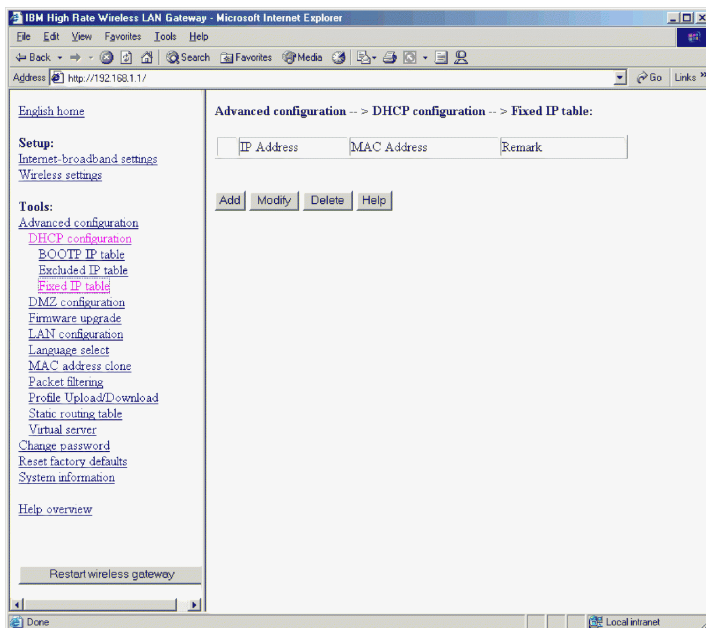 IBM High Rate Wireless LAN Gateway - Microsoft Internet Explorer
File Edit View Favorites Tools Help
Back Search Favorites Media
Address http://192.168.1.1/ Go Links »
English home
Setup:
Internet-broadband settings
Wireless settings
Tools:
Advanced configuration
DHCP configuration
BOOTP IP table
Excluded IP table
Fixed IP table
DMZ configuration
Firmware upgrade
LAN configuration
Language select
MAC address clone
Packet filtering
Profile Upload/Download
Static routing table
Virtual server
Change password
Reset factory defaults
System information
Help overview
Restart wireless gateway
Advanced configuration -- > DHCP configuration -- > Fixed IP table:
IP Address MAC Address Remark
Add Modify Delete Help
Done Local intranet